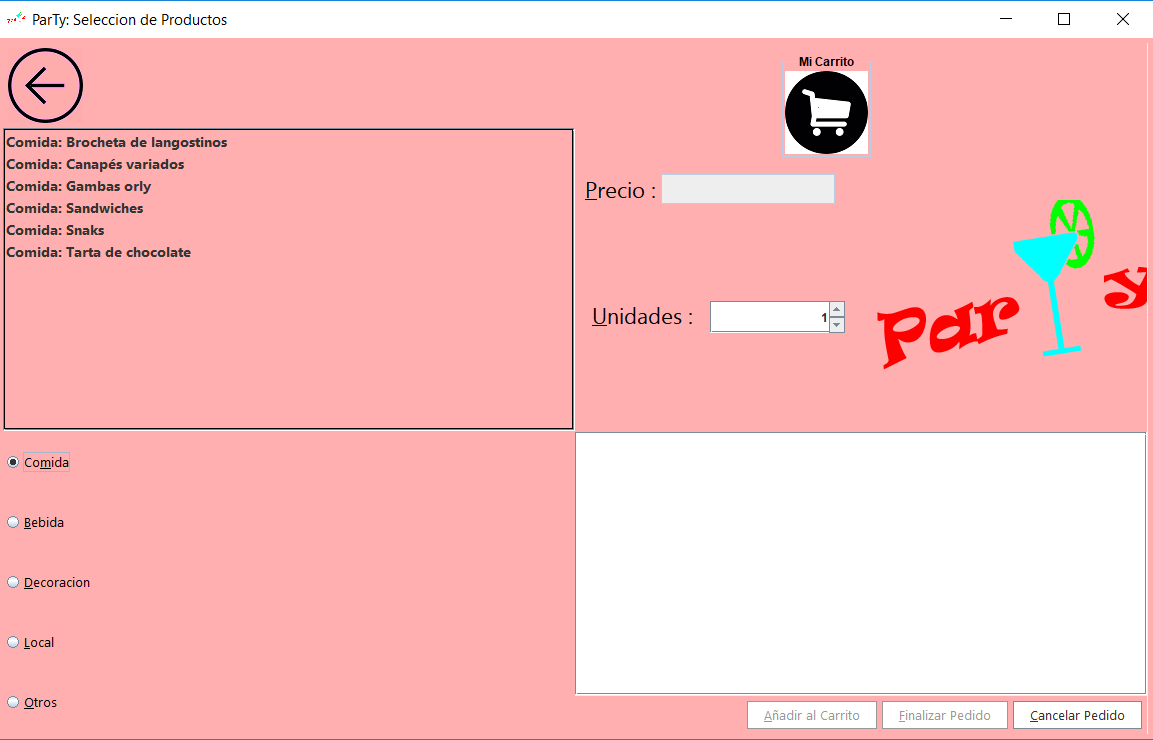 ParTy: Seleccion de Productos
Mi Carrito
Comida: Brocheta de langostinos
Comida: Canapés variados
Comida: Gambas orly
Comida: Sandwiches
Comida: Snaks
Comida: Tarta de chocolate
Precio :
Unidades : 1
Par y
Comida
Bebida
Decoracion
Local
Otros
Añadir al Carrito
Finalizar Pedido
Cancelar Pedido